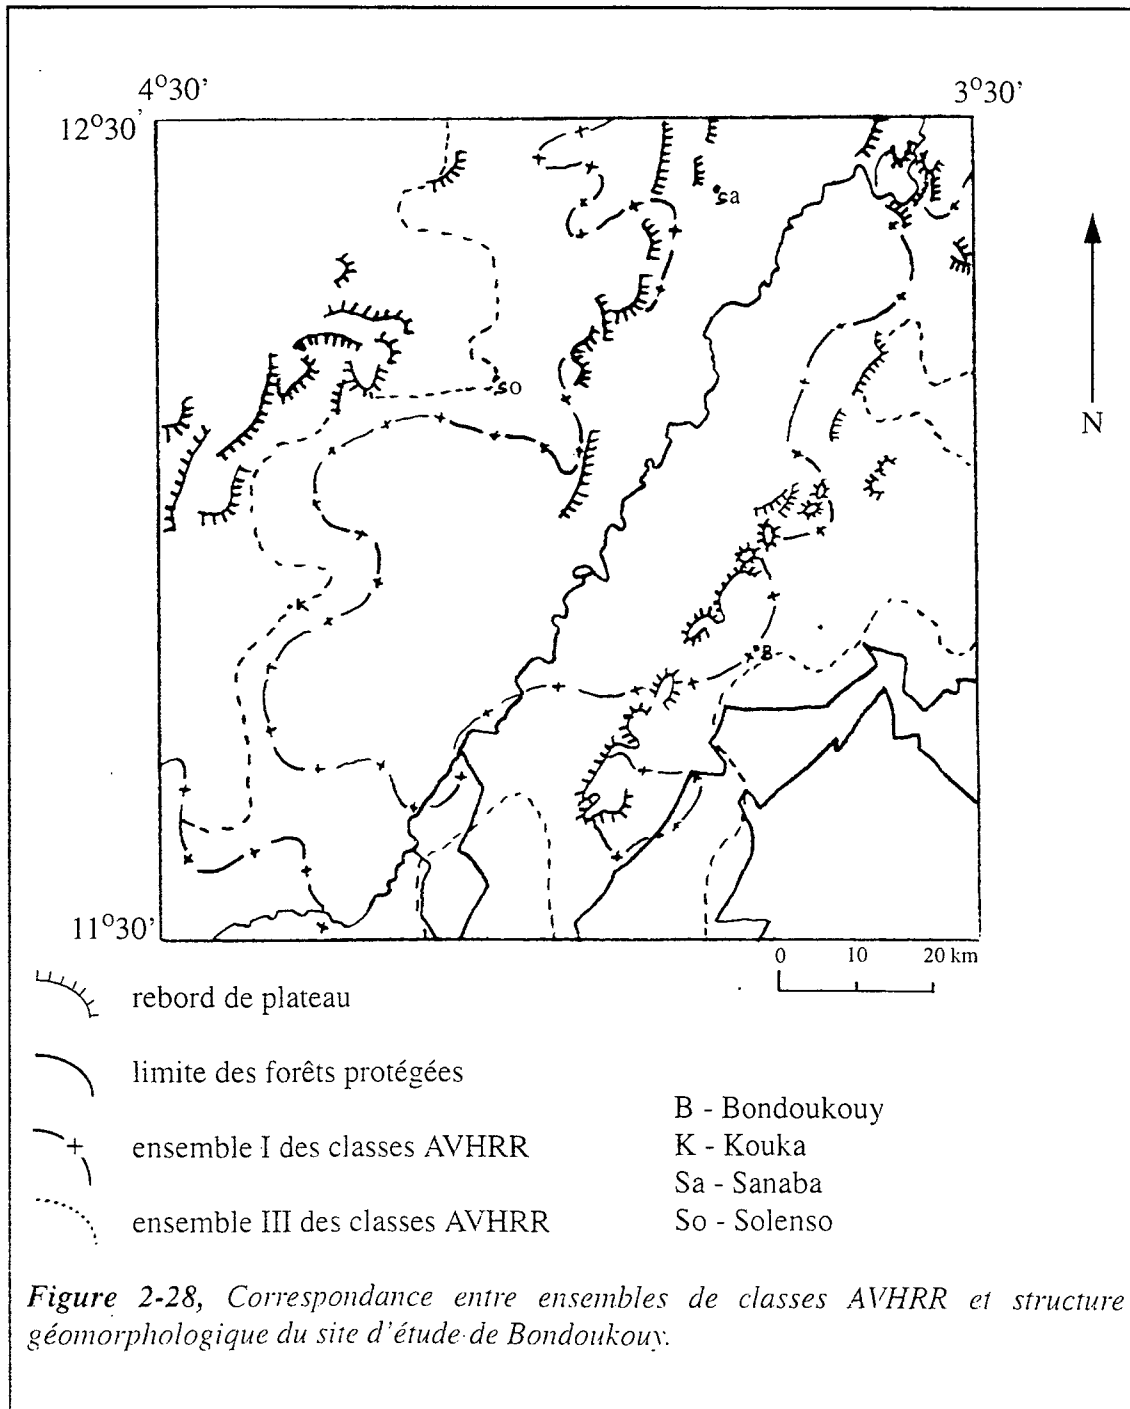 4°30' 3°30'
12°30'
sa
so
N
K
B
11°30'
0 10 20 km
rebord de plateau
limite des forêts protégées
ensemble I des classes AVHRR
ensemble III des classes AVHRR
B - Bondoukouy
K - Kouka
Sa - Sanaba
So - Solenso
Figure 2-28, Correspondance entre ensembles de classes AVHRR et structure
géomorphologique du site d'étude de Bondoukouy.